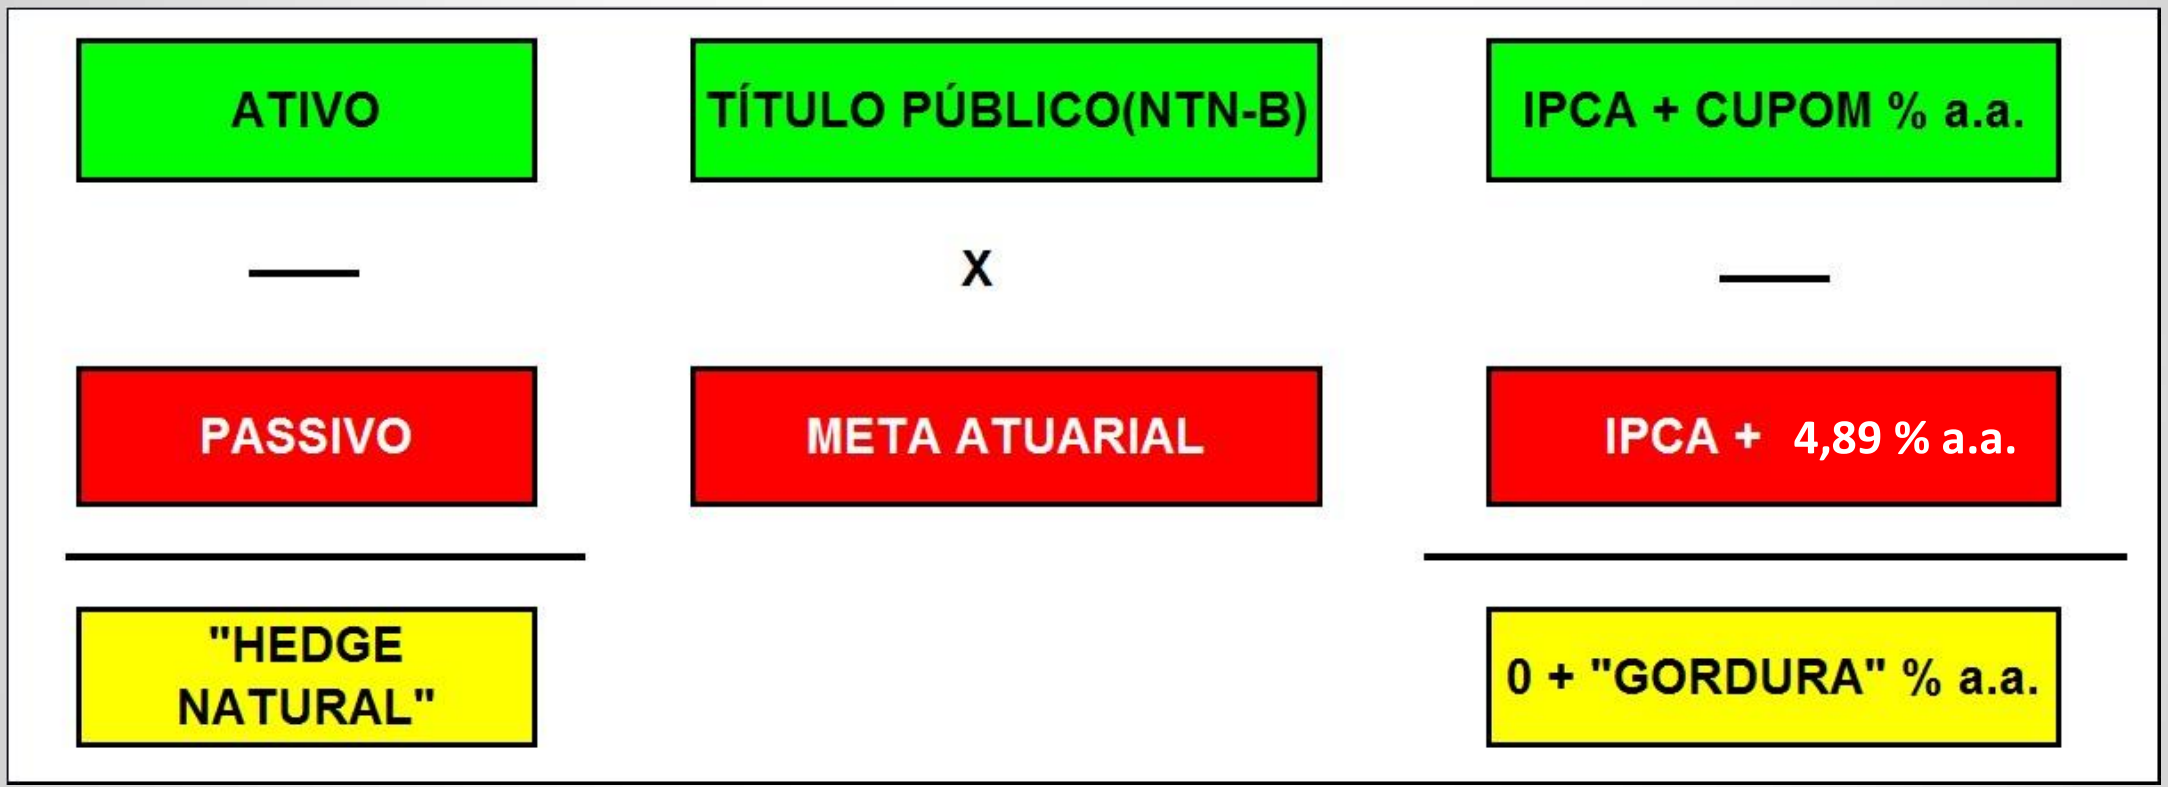 ATIVO
TÍTULO PÚBLICO(NTN-B)
IPCA + CUPOM % a.a.
X
PASSIVO
META ATUARIAL
IPCA + 4,89 % a.a.
"HEDGE
NATURAL"
0 + "GORDURA" % a.a.